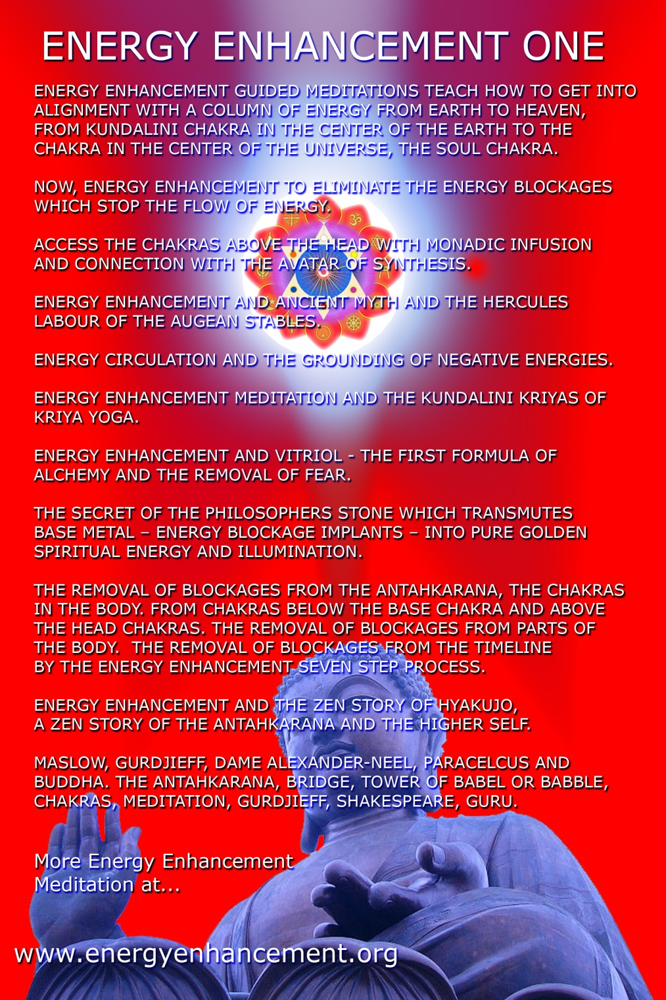 ENERGY ENHANCEMENT ONE
ENERGY ENHANCEMENT GUIDED MEDITATIONS TEACH HOW TO GET INTO
ALIGNMENT WITH A COLUMN OF ENERGY FROM EARTH TO HEAVEN,
FROM KUNDALINI CHAKRA IN THE CENTER OF THE EARTH TO THE
CHAKRA IN THE CENTER OF THE UNIVERSE, THE SOUL CHAKRA.
NOW, ENERGY ENHANCEMENT TO ELIMINATE THE ENERGY BLOCKAGES
WHICH STOP THE FLOW OF ENERGY.
ACCESS THE CHAKRAS ABOVE THE HEAD WITH MONADIC INFUSION
AND CONNECTION WITH THE AVATAR OF SYNTHESIS.
ENERGY ENHANCEMENT AND ANCIENT MYTH AND THE HERCULES
LABOUR OF THE AUGEAN STABLES.
ENERGY CIRCULATION AND THE GROUNDING OF NEGATIVE ENERGIES.
ENERGY ENHANCEMENT MEDITATION AND THE KUNDALINI KRIYAS OF
KRIYA YOGA.
ENERGY ENHANCEMENT AND VITRIOL - THE FIRST FORMULA OF
ALCHEMY AND THE REMOVAL OF FEAR.
THE SECRET OF THE PHILOSOPHERS STONE WHICH TRANSMUTES
BASE METAL – ENERGY BLOCKAGE IMPLANTS – INTO PURE GOLDEN
SPIRITUAL ENERGY AND ILLUMINATION.
THE REMOVAL OF BLOCKAGES FROM THE ANTAHKARANA, THE CHAKRAS
IN THE BODY. FROM CHAKRAS BELOW THE BASE CHAKRA AND ABOVE
THE HEAD CHAKRAS. THE REMOVAL OF BLOCKAGES FROM PARTS OF
THE BODY.  THE REMOVAL OF BLOCKAGES FROM THE TIMELINE
BY THE ENERGY ENHANCEMENT SEVEN STEP PROCESS.
ENERGY ENHANCEMENT AND THE ZEN STORY OF HYAKUJO,
A ZEN STORY OF THE ANTAHKARANA AND THE HIGHER SELF.
MASLOW, GURDJIEFF, DAME ALEXANDER-NEEL, PARACELCUS AND
BUDDHA. THE ANTAHKARANA, BRIDGE, TOWER OF BABEL OR BABBLE,
CHAKRAS, MEDITATION, GURDJIEFF, SHAKESPEARE, GURU.
More Energy Enhancement
Meditation at...
www.energyenhancement.org